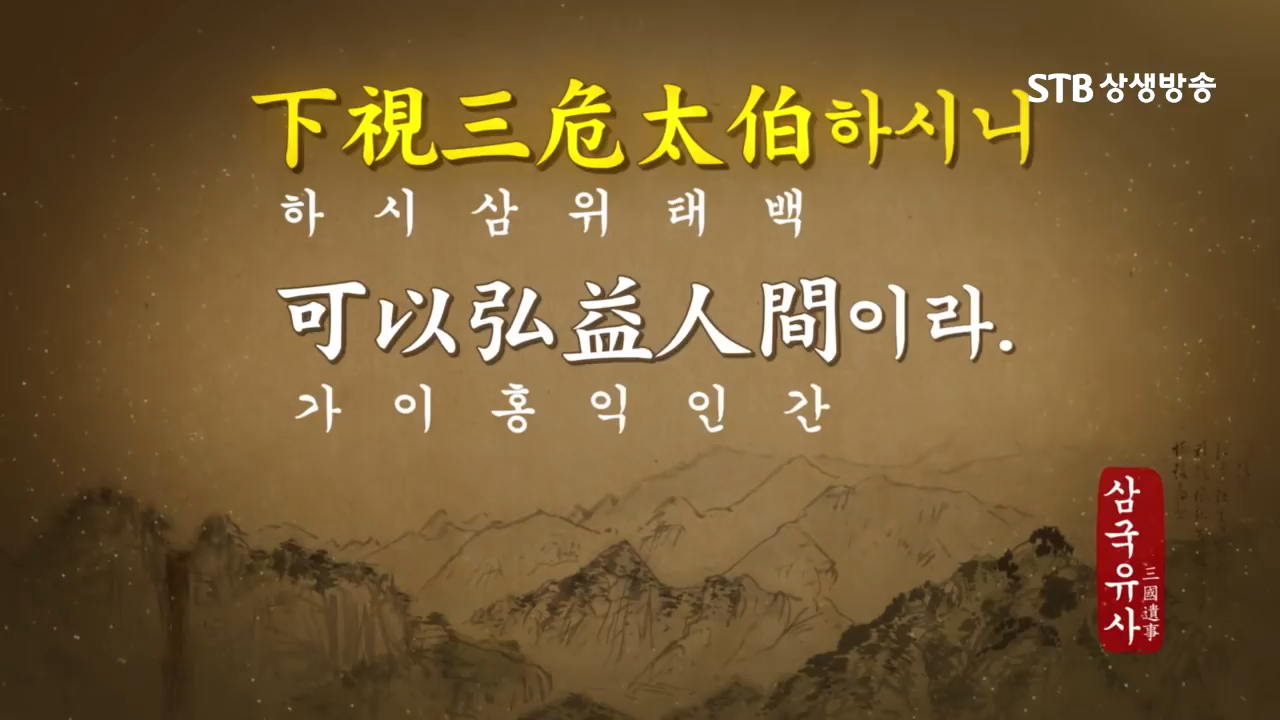 STB 상생방송
下視三危太伯하시니
하 시 삼 위 태 백
可以弘益人間이라.
가 이 홍 익 인 간
삼국유사
三國遺事